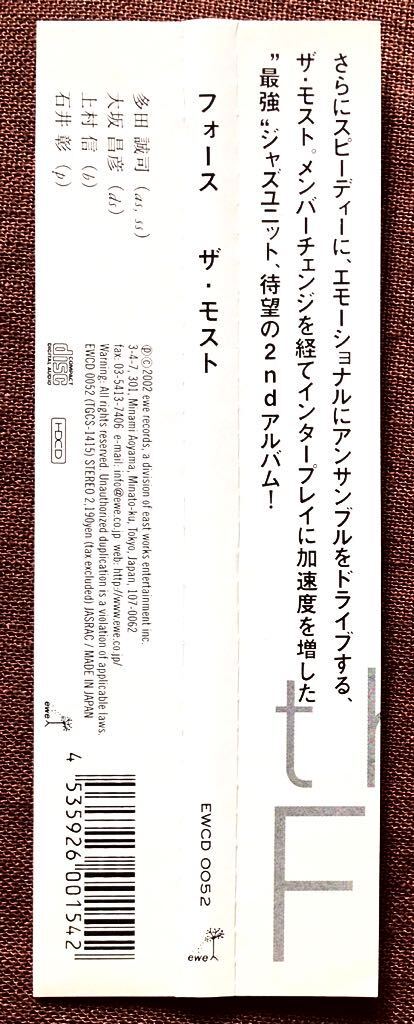 さらにスピーディーに、エモーショナルにアンサンブルをドライブする、
ザ・モスト。メンバーチェンジを経てインタープレイに加速度を増した
”最強“ジャズユニット、待望の2ndアルバム！
t
F
フォース ザ・モスト
EWCD 0052
ewe
多田 誠司 (as, ss)
大坂 昌彦 (ds)
上村 信 (b)
石井 彰 (p)
℗©2002 ewe records, a division of east works entertainment inc.
3-4-7, 301, Minami Aoyama, Minato-ku, Tokyo, Japan, 107-0062
fax: 03-5413-7406 e-mail: info@ewe.co.jp web: http://www.ewe.co.jp/
Warning: All rights reserved. Unauthorized duplication is a violation of applicable laws.
EWCD 0052 (TGCS-1415) STEREO 2,190yen (tax excluded) JASRAC / MADE IN JAPAN
COMPACT
disc
DIGITAL AUDIO
HDCD
ewe
4 535926 001542